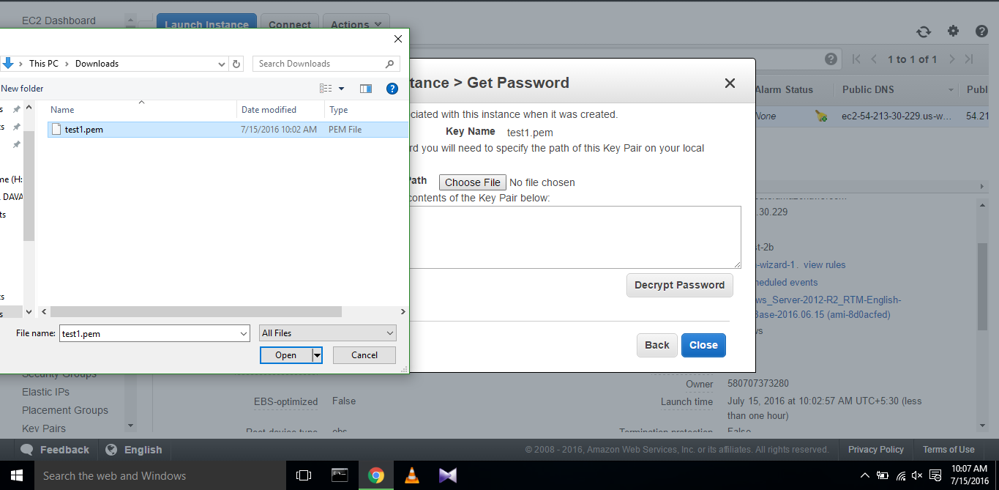 EC2 Dashboard
Launch Instance Connect Actions
This PC > Downloads
Search Downloads
1 to 1 of 1
tance > Get Password
New folder
Alarm Status Public DNS Publ
Name Date modified Type
ciated with this instance when it was created.
None ec2-54-213-30-229.us-w... 54.21
test1.pem 7/15/2016 10:02 AM PEM File
Key Name test1.pem
rd you will need to specify the path of this Key Pair on your local
me (H:
Path Choose File No file chosen
DAVA
contents of the Key Pair below:
.30.229
st-2b
-wizard-1. view rules
heduled events
Decrypt Password
ws_Server-2012-R2_RTM-English-
Base-2016.06.15 (ami-8d0acfed)
File name: test1.pem All Files
Open Cancel
Back Close
Security Groups
Elastic IPs
Placement Groups
Key Pairs
Owner 580707373280
EBS-optimized False
Launch time July 15, 2016 at 10:02:57 AM UTC+5:30 (less
than one hour)
Root device type ebs
Termination protection False
Feedback English
© 2008 - 2016, Amazon Web Services, Inc. or its affiliates. All rights reserved. Privacy Policy Terms of Use
Search the web and Windows
10:07 AM
7/15/2016